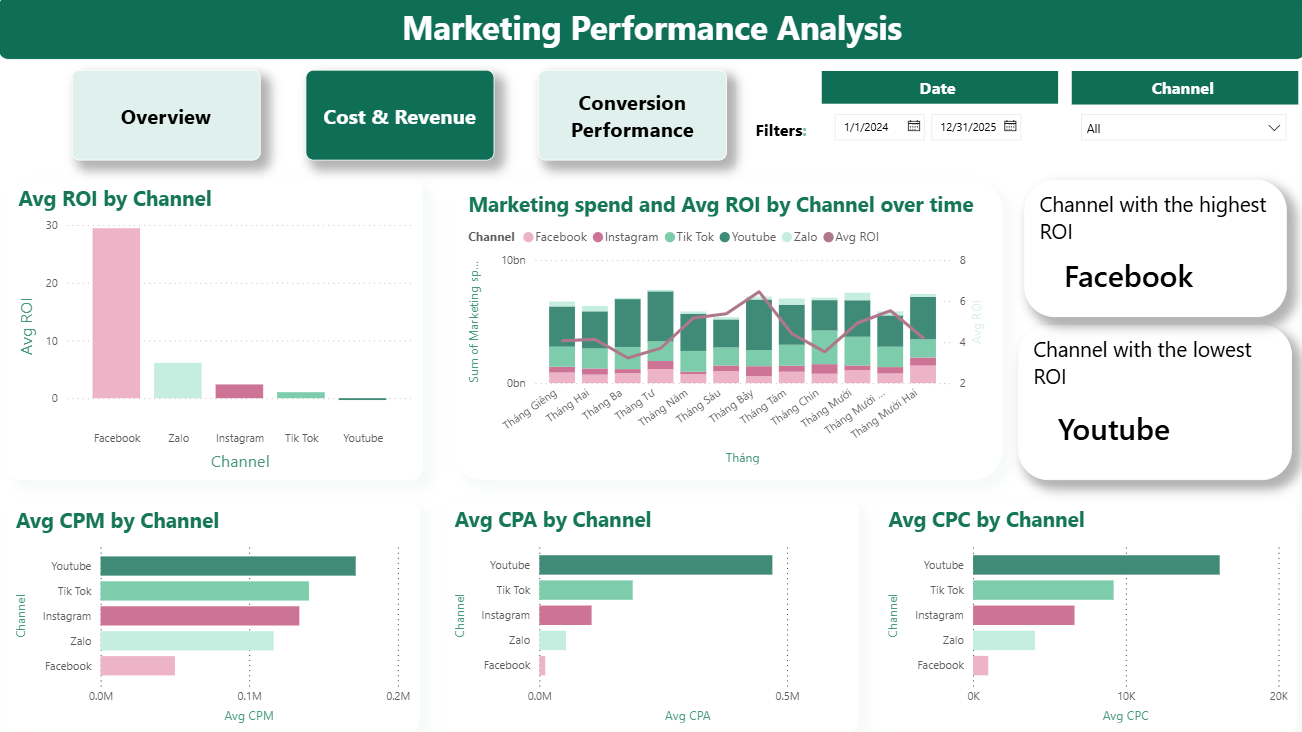 Marketing Performance Analysis
Overview
Cost & Revenue
Conversion
Performance
Filters:
Date
1/1/2024
12/31/2025
Channel
All
Avg ROI by Channel
Avg ROI
30
20
10
0
Facebook
Zalo
Instagram
Tik Tok
Youtube
Channel
Marketing spend and Avg ROI by Channel over time
Channel Facebook Instagram Tik Tok Youtube Zalo Avg ROI
Sum of Marketing sp...
10bn
0bn
8
6
4
2
Avg ROI
Tháng Giêng
Tháng Hai
Tháng Ba
Tháng Tư
Tháng Năm
Tháng Sáu
Tháng Bảy
Tháng Tám
Tháng Chín
Tháng Mười
Tháng Mười ...
Tháng Mười Hai
Tháng
Channel with the highest
ROI
Facebook
Channel with the lowest
ROI
Youtube
Avg CPM by Channel
Channel
Youtube
Tik Tok
Instagram
Zalo
Facebook
0.0M
0.1M
0.2M
Avg CPM
Avg CPA by Channel
Channel
Youtube
Tik Tok
Instagram
Zalo
Facebook
0.0M
0.5M
Avg CPA
Avg CPC by Channel
Channel
Youtube
Tik Tok
Instagram
Zalo
Facebook
0K
10K
20K
Avg CPC